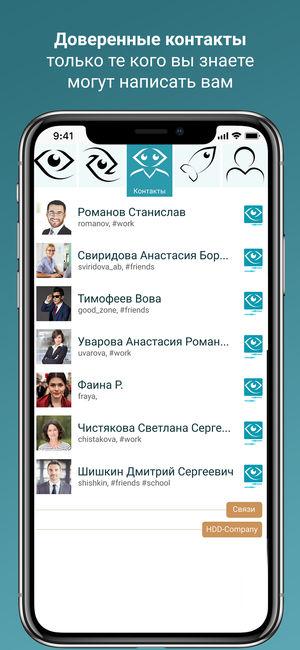 Доверенные контакты
только те кого вы знаете
могут написать вам
9:41
Контакты
Романов Станислав
romanov, #work
Свиридова Анастасия Бор...
sviridova_ab, #friends
Тимофеев Вова
good_zone, #friends
Уварова Анастасия Роман...
uvarova, #work
Фаина Р.
fraya,
Чистякова Светлана Серге...
chistakova, #work
Шишкин Дмитрий Сергеевич
shishkin, #friends #school
Связи
HDD-Company